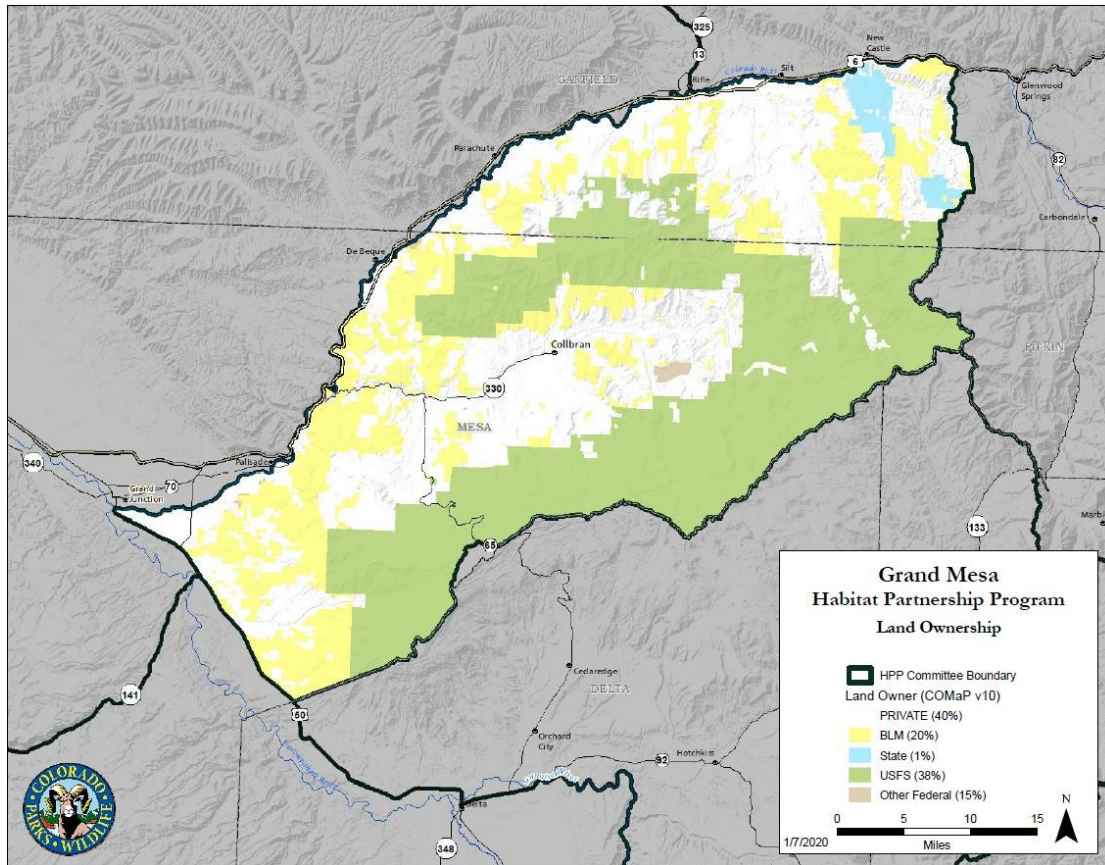 325
13
New
Castle
6
Silt
Colorado River
Rifle
GARFIELD
Glenwood
Springs
82
Parachute
Carbondale
De Beque
PITKIN
Collbran
330
MESA
340
Palisade
70
Grand
Junction
133
Marbl
65
Cedaredge
DELTA
141
50
Orchard
City
92
Hotchkiss
Delta
348
Grand Mesa
Habitat Partnership Program
Land Ownership
HPP Committee Boundary
Land Owner (COMaP v10)
PRIVATE (40%)
BLM (20%)
State (1%)
USFS (38%)
Other Federal (15%)
N
1/7/2020
0 5 10 15
Miles
COLORADO
PARKS
WILDLIFE